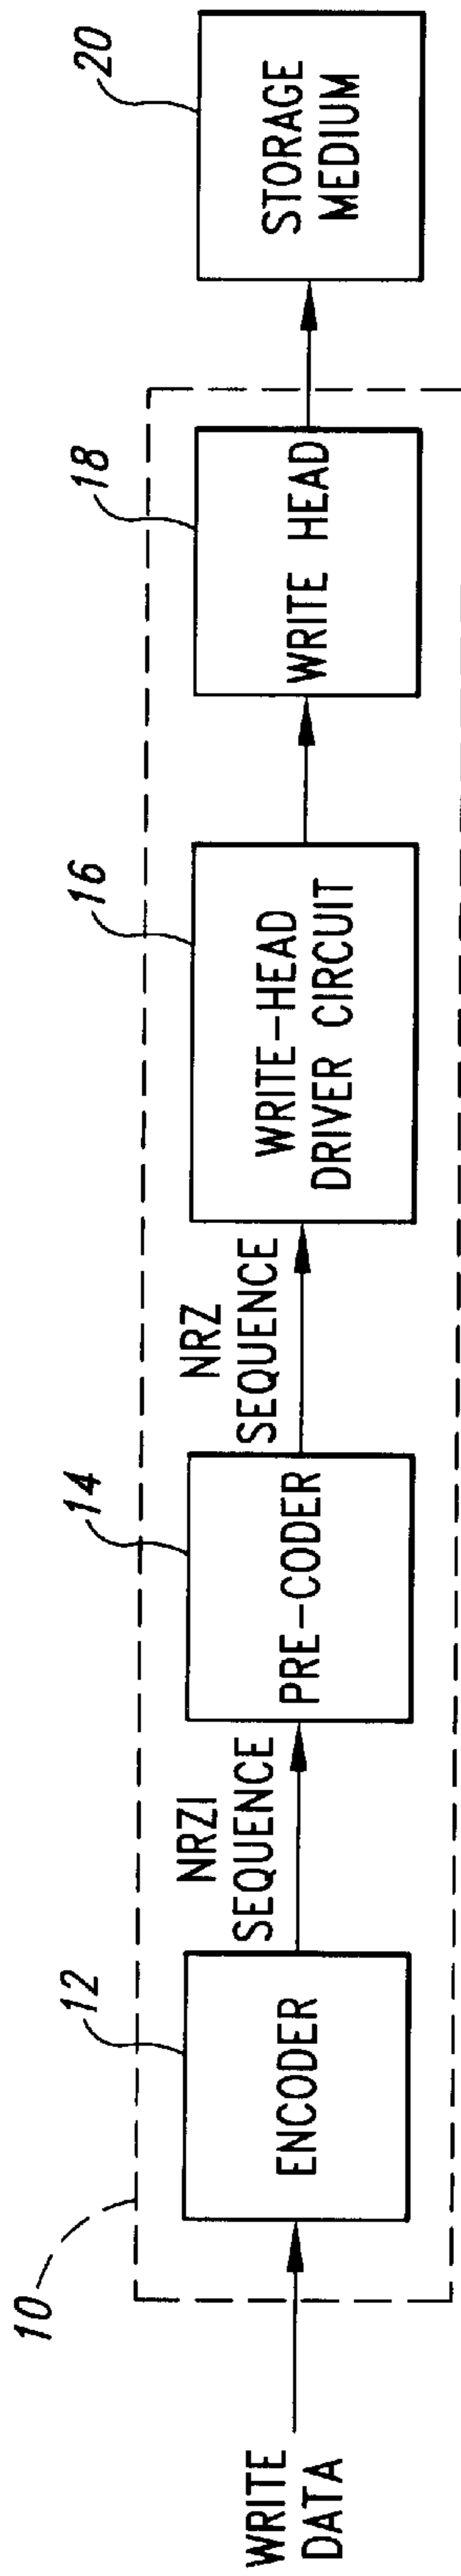 10
WRITE
DATA
12
ENCODER
NRZI
SEQUENCE
14
PRE-CODER
NRZ
SEQUENCE
16
WRITE-HEAD
DRIVER CIRCUIT
18
WRITE HEAD
20
STORAGE
MEDIUM